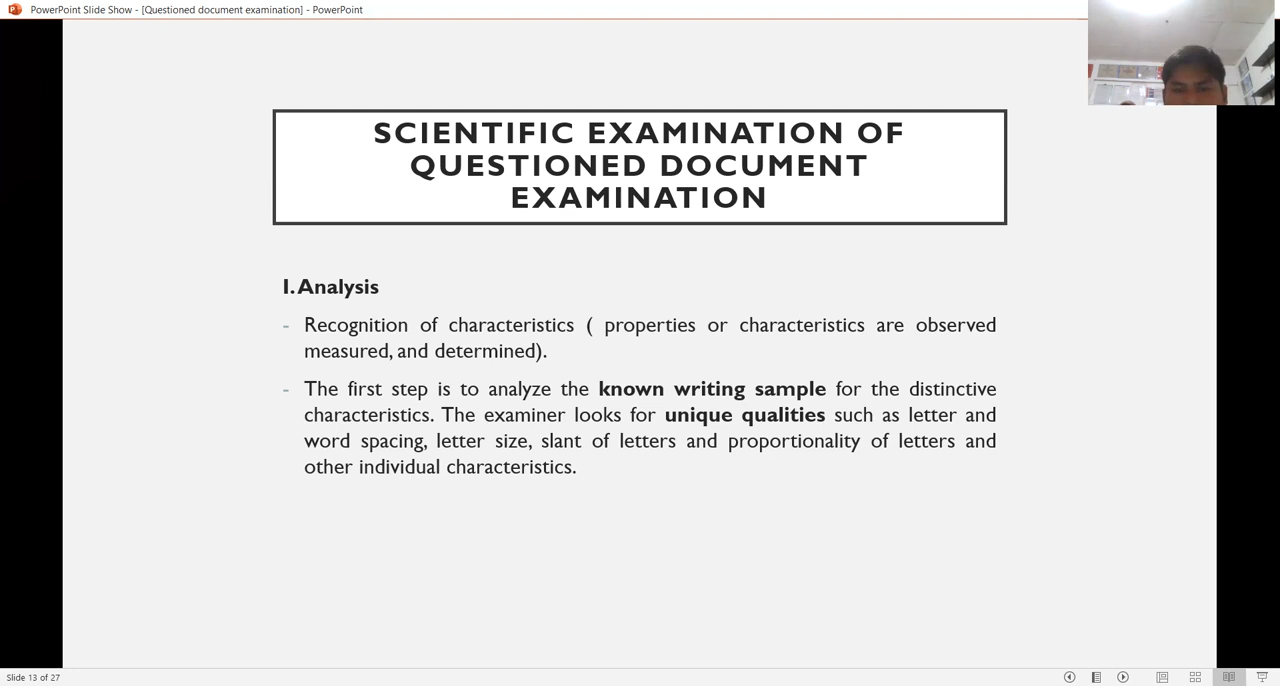 PowerPoint Slide Show - [Questioned document examination] - PowerPoint
SCIENTIFIC EXAMINATION OF
QUESTIONED DOCUMENT
EXAMINATION
I. Analysis
- Recognition of characteristics ( properties or characteristics are observed
measured, and determined).
- The first step is to analyze the known writing sample for the distinctive
characteristics. The examiner looks for unique qualities such as letter and
word spacing, letter size, slant of letters and proportionality of letters and
other individual characteristics.
Slide 13 of 27